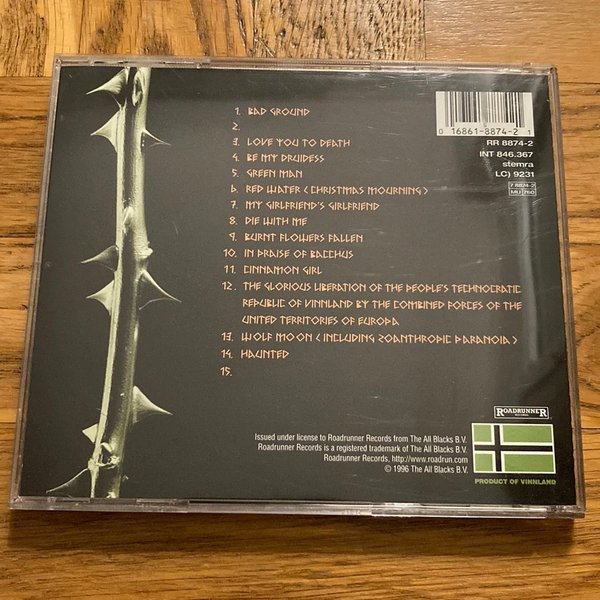 1. BAD GROUND
2.
3. LOVE YOU TO DEATH
4. BE MY DRUIDESS
5. GREEN MAN
6. RED WATER (CHRISTMAS MOURNING)
7. MY GIRLFRIEND'S GIRLFRIEND
8. DIE WITH ME
9. BURNT FLOWERS FALLEN
10. IN PRAISE OF BACCHUS
11. CINNAMON GIRL
12. THE GLORIOUS LIBERATION OF THE PEOPLE'S TECHNOCRATIC
REPUBLIC OF VINNLAND BY THE COMBINED FORCES OF THE
UNITED TERRITORIES OF EUROPA
13. WOLF MOON (INCLUDING ZOANTHROPIC PARANOIA)
14. HAUNTED
15.
0 16861-8874-2 1
RR 8874-2
INT 846.367
stemra
LC) 9231
7 8874-2
MU 760
ROADRUNNER
RECORDS
Issued under license to Roadrunner Records from The All Blacks B.V.
Roadrunner Records is a registered trademark of The All Blacks B.V.
Roadrunner Records, http://www.roadrun.com
© 1996 The All Blacks B.V.
PRODUCT OF VINNLAND